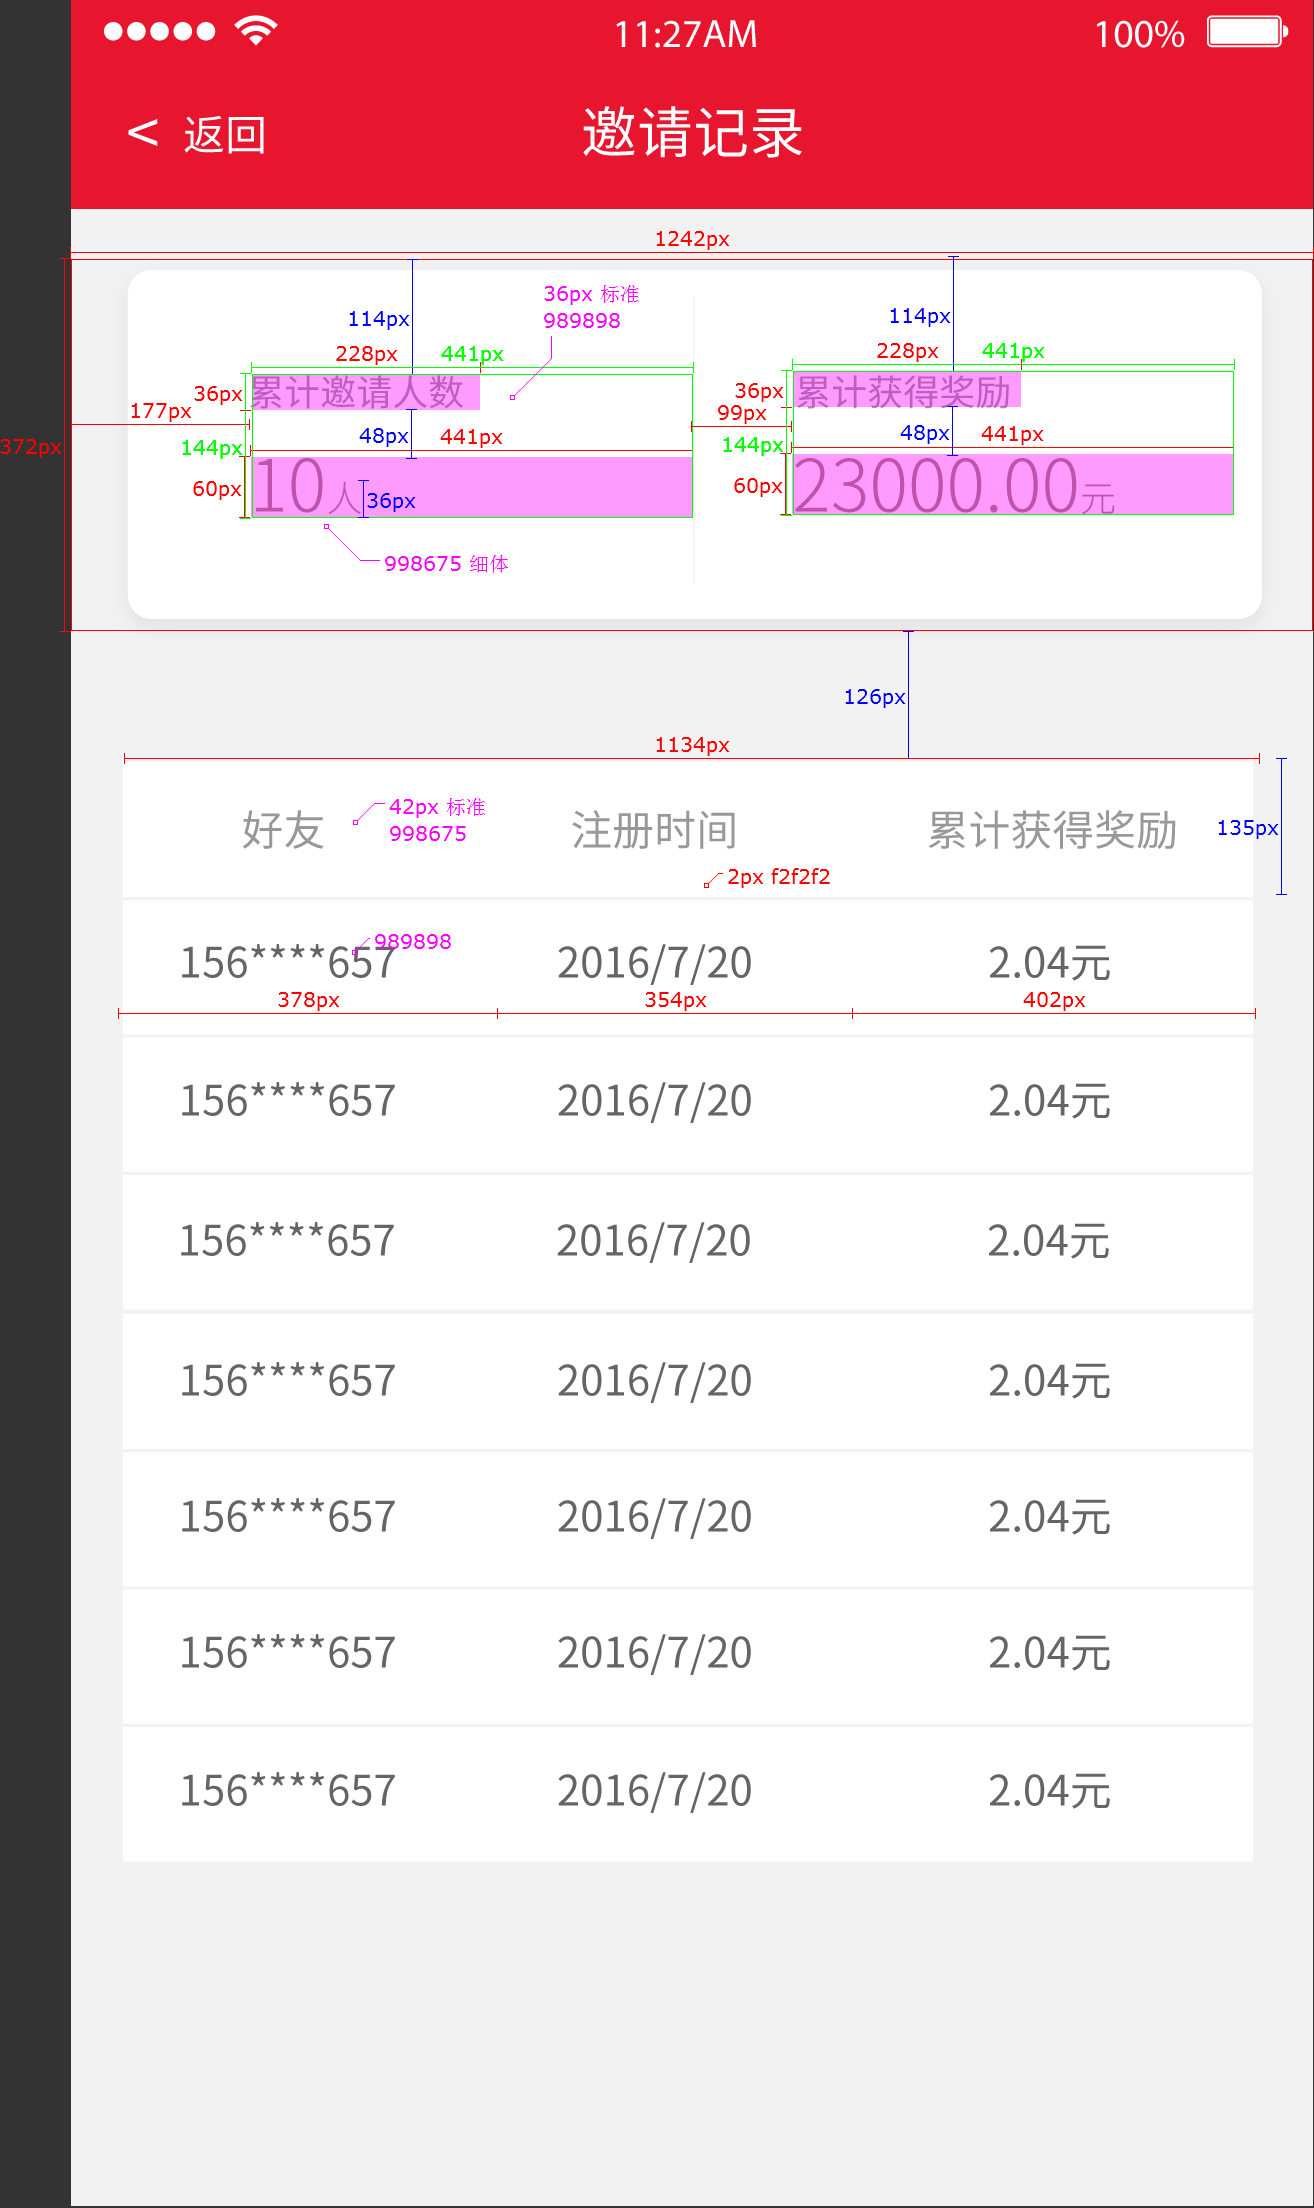 11:27AM 100%
< 返回 邀请记录
1242px
36px 标准
989898
114px 114px
228px 441px 228px 441px
36px 累计邀请人数 36px 累计获得奖励
177px 99px
372px 144px 48px 441px 144px 48px 441px
60px 10人 36px 60px 23000.00元
998675 细体
126px
1134px
42px 标准
998675
好友 注册时间 累计获得奖励 135px
2px f2f2f2
989898
156****657 2016/7/20 2.04元
378px 354px 402px
156****657 2016/7/20 2.04元
156****657 2016/7/20 2.04元
156****657 2016/7/20 2.04元
156****657 2016/7/20 2.04元
156****657 2016/7/20 2.04元
156****657 2016/7/20 2.04元